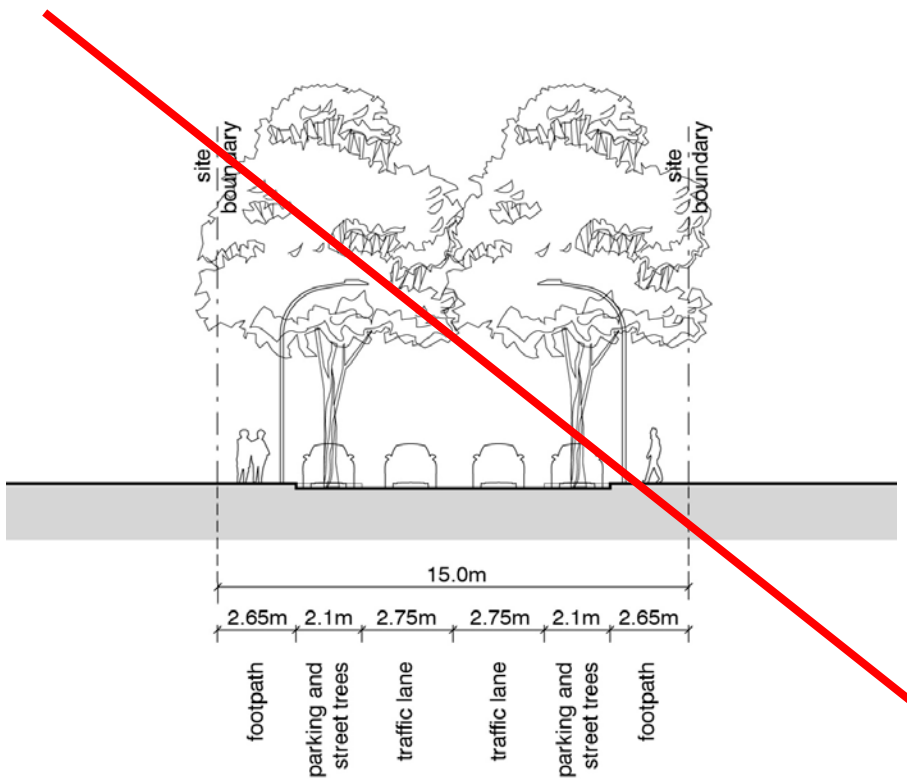 site
boundary
site
boundary
15.0m
2.65m 2.1m 2.75m 2.75m 2.1m 2.65m
footpath
parking and
street trees
traffic lane
traffic lane
parking and
street trees
footpath